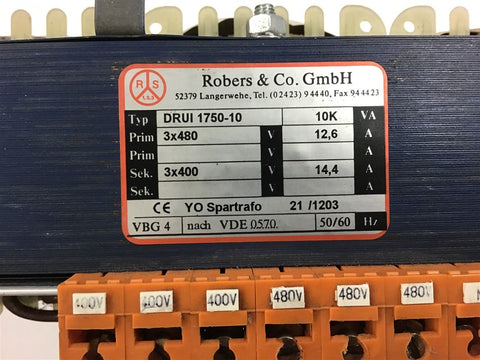 R S
Robers & Co. GmbH
52379 Langerwehe, Tel. (02423) 94440, Fax 944423
Typ DRUI 1750-10 10K VA
Prim 3x480 V 12,6 A
Prim V A
Sek. 3x400 V 14,4 A
Sek. V A
CE YO Spartrafo 21 /1203
VBG 4 nach VDE 0570 50/60 Hz
400V 400V 400V 480V 480V 480V N